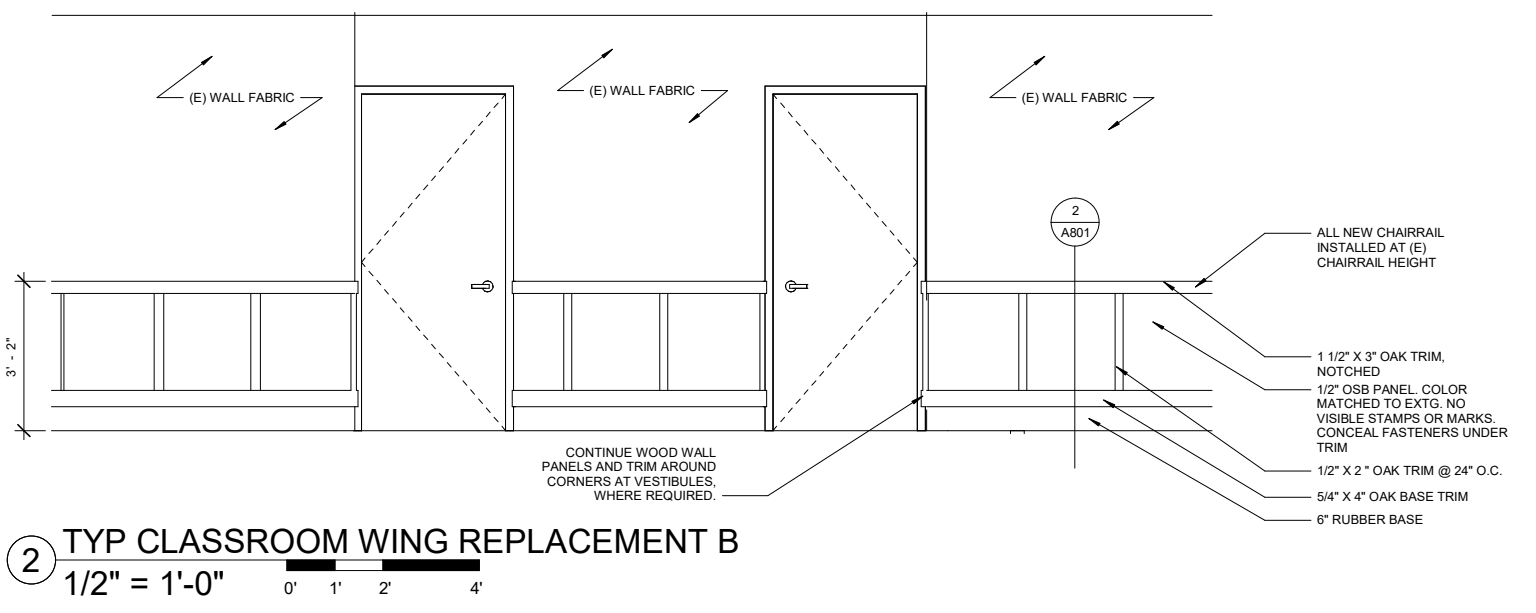 (E) WALL FABRIC
(E) WALL FABRIC
(E) WALL FABRIC
2
A801
ALL NEW CHAIRRAIL
INSTALLED AT (E)
CHAIRRAIL HEIGHT
3' - 2"
1 1/2" X 3" OAK TRIM,
NOTCHED
1/2" OSB PANEL. COLOR
MATCHED TO EXTG. NO
VISIBLE STAMPS OR MARKS.
CONCEAL FASTENERS UNDER
TRIM
1/2" X 2 " OAK TRIM @ 24" O.C.
5/4" X 4" OAK BASE TRIM
6" RUBBER BASE
CONTINUE WOOD WALL
PANELS AND TRIM AROUND
CORNERS AT VESTIBULES,
WHERE REQUIRED.
2
TYP CLASSROOM WING REPLACEMENT B
1/2" = 1'-0"
0' 1' 2' 4'